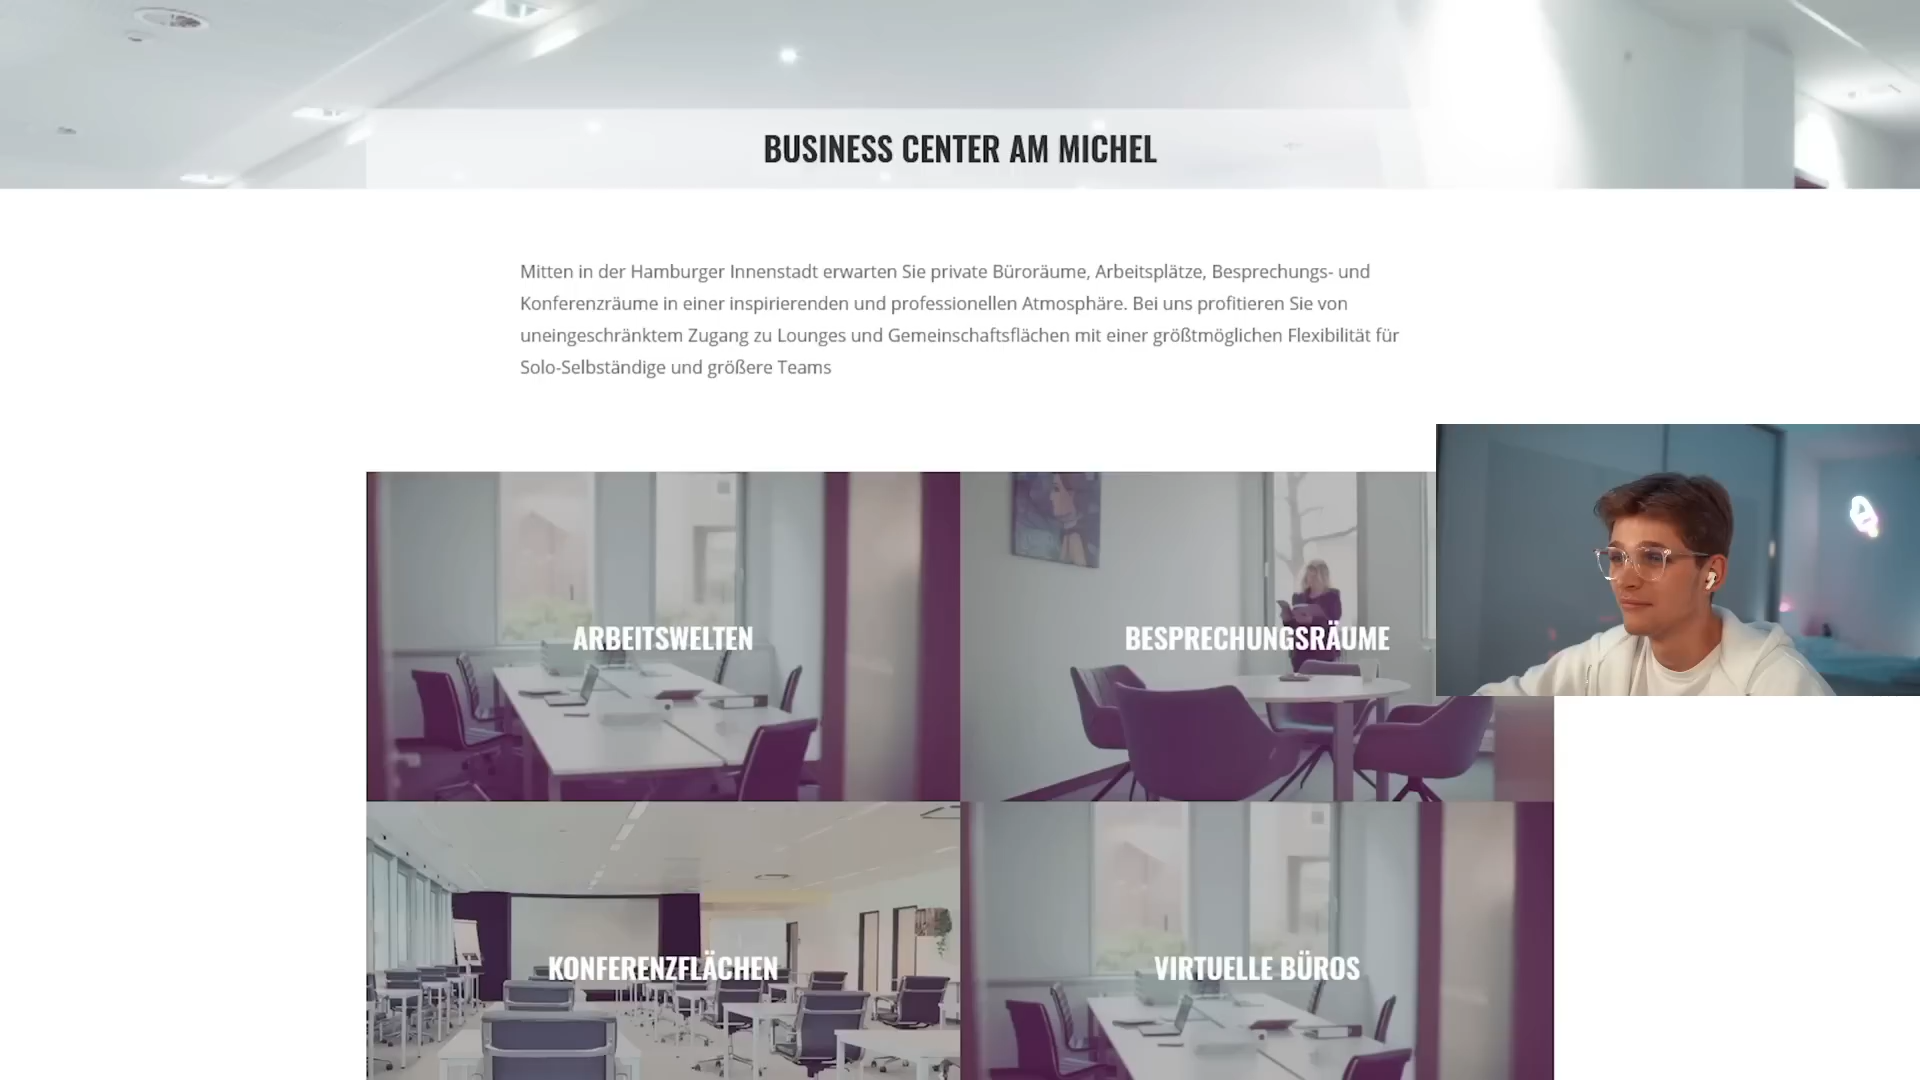 BUSINESS CENTER AM MICHEL
Mitten in der Hamburger Innenstadt erwarten Sie private Büroräume, Arbeitsplätze, Besprechungs- und
Konferenzräume in einer inspirierenden und professionellen Atmosphäre. Bei uns profitieren Sie von
uneingeschränktem Zugang zu Lounges und Gemeinschaftsflächen mit einer größtmöglichen Flexibilität für
Solo-Selbständige und größere Teams
ARBEITSWELTEN
BESPRECHUNGSRÄUME
KONFERENZFLÄCHEN
VIRTUELLE BÜROS